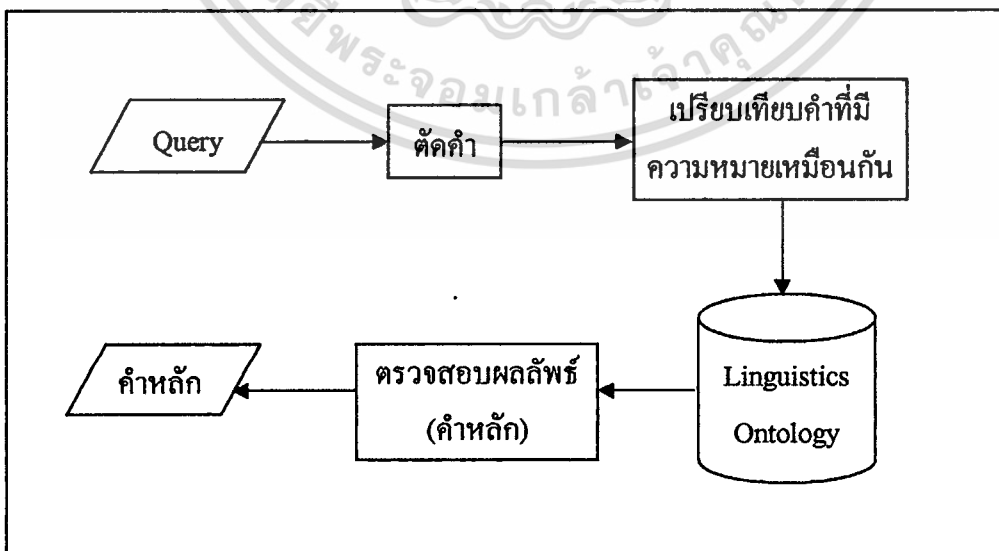 Query
ตัดคำ
เปรียบเทียบคำที่มี
ความหมายเหมือนกัน
Linguistics
Ontology
ตรวจสอบผลลัพธ์
(คำหลัก)
คำหลัก